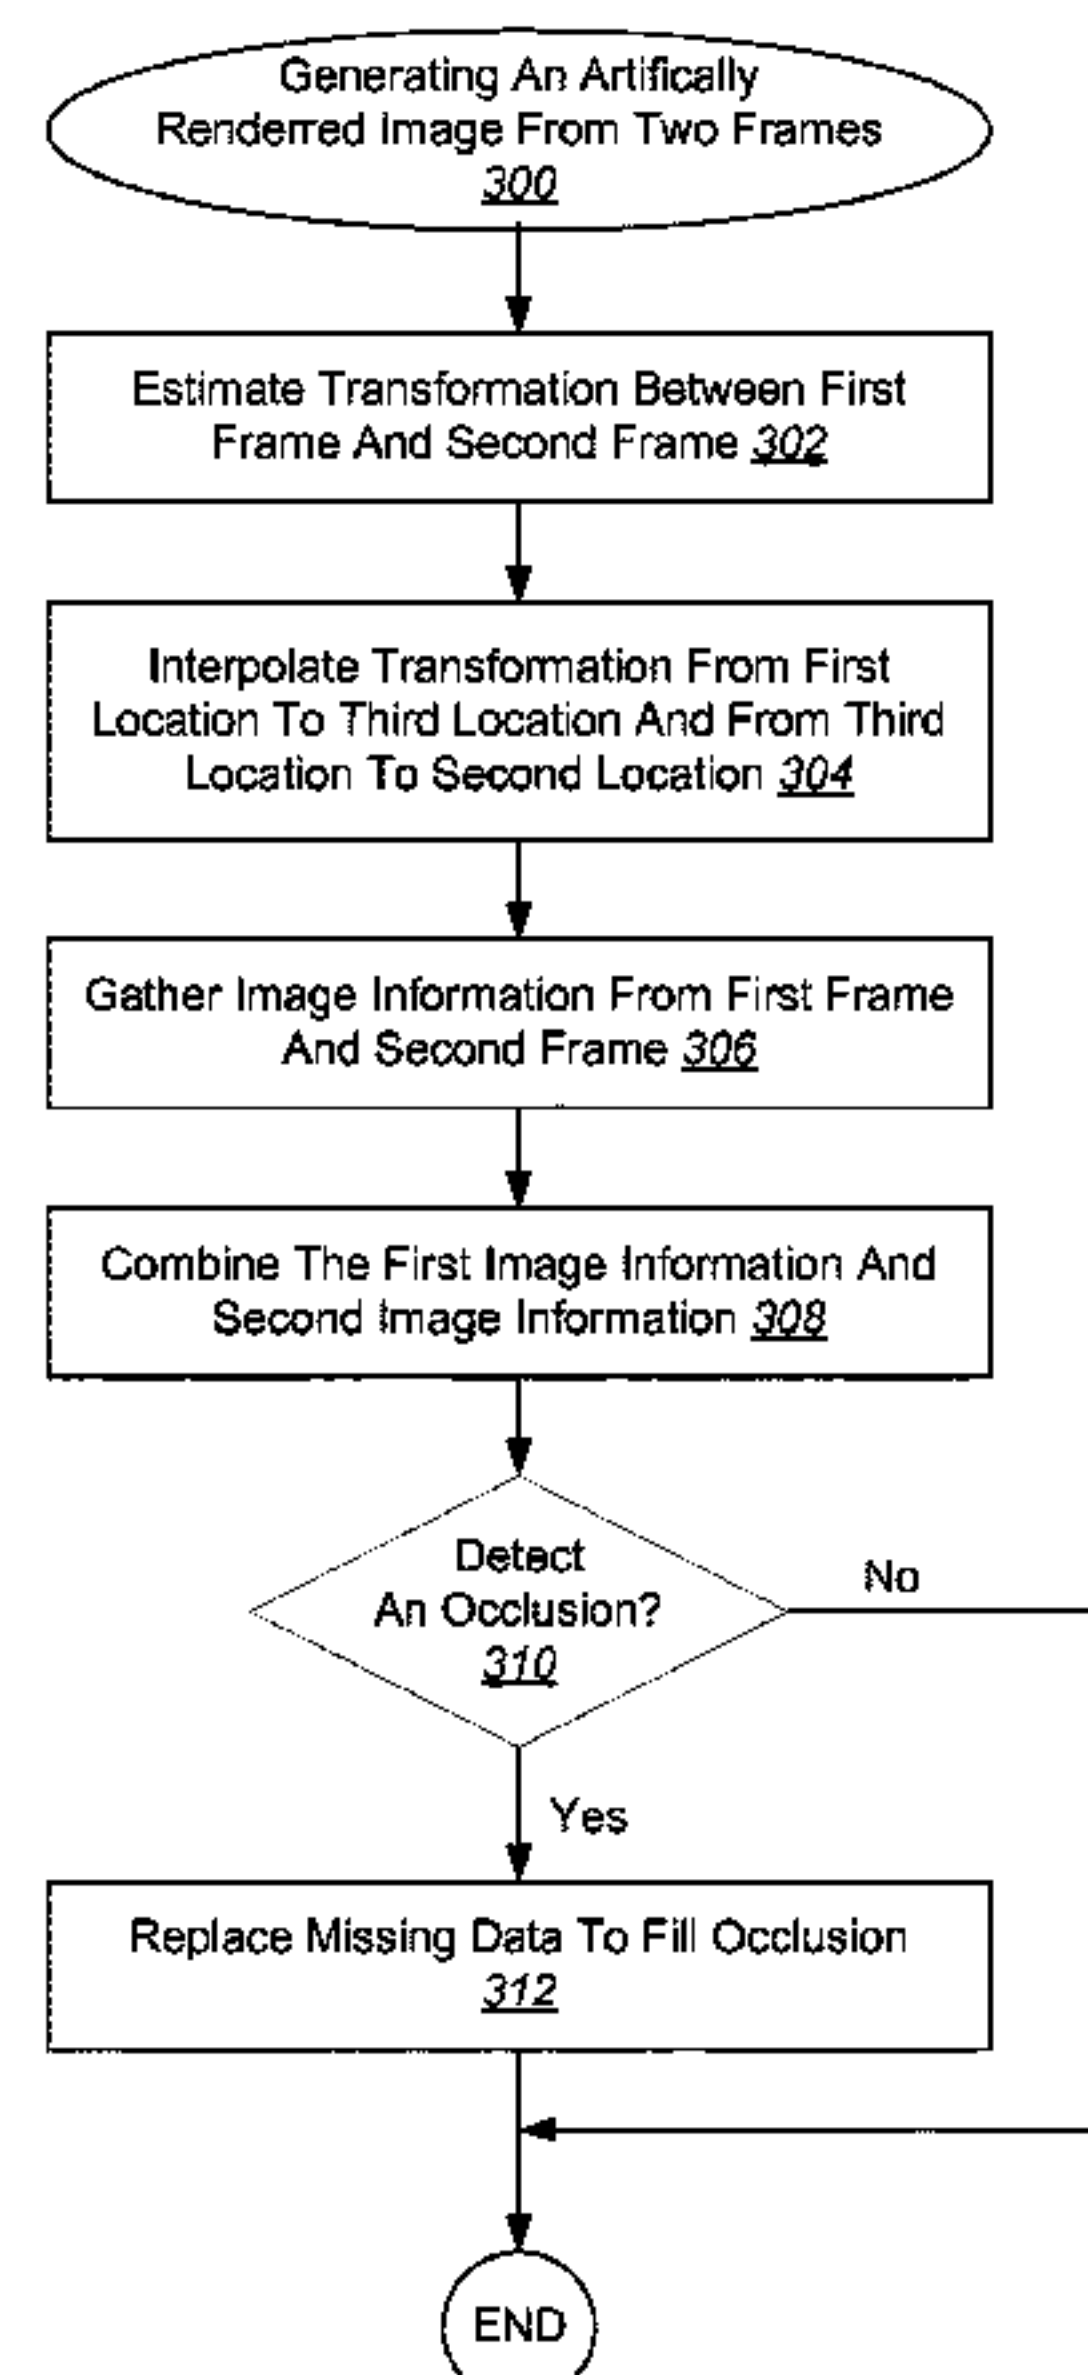 Generating An Artifically
Renderred Image From Two Frames
300
Estimate Transformation Between First
Frame And Second Frame 302
Interpolate Transformation From First
Location To Third Location And From Third
Location To Second Location 304
Gather Image Information From First Frame
And Second Frame 306
Combine The First Image Information And
Second Image Information 308
Detect
An Occlusion?
310
No
Yes
Replace Missing Data To Fill Occlusion
312
END